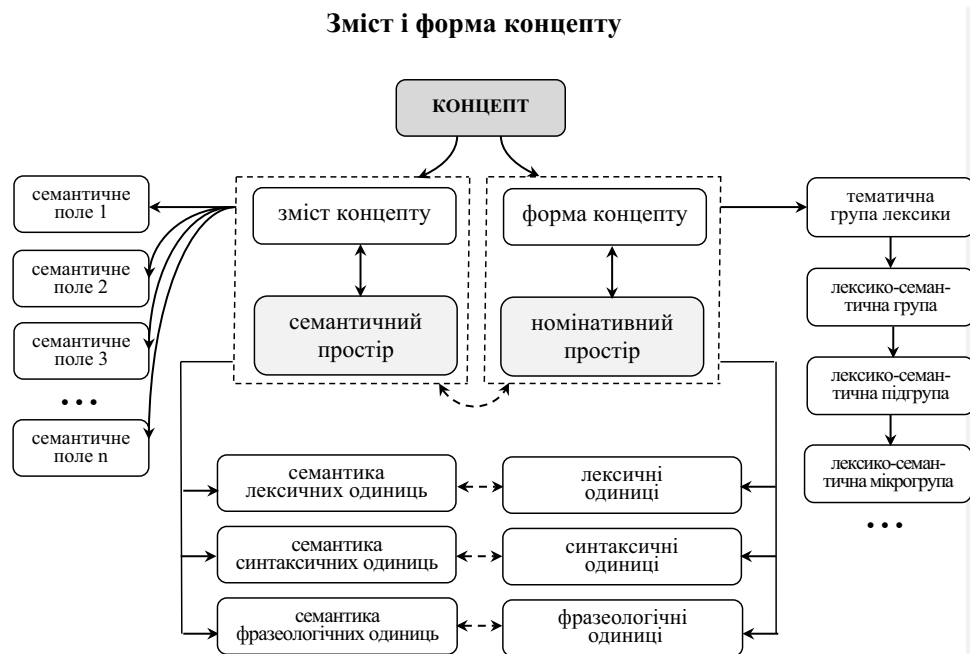 Зміст і форма концепту
КОНЦЕПТ
семантичне
поле 1
семантичне
поле 2
семантичне
поле 3
• • •
семантичне
поле n
зміст концепту
семантичний
простір
форма концепту
номінативний
простір
тематична
група лексики
лексико-семан-
тична група
лексико-семан-
тична підгрупа
лексико-семан-
тична мікрогрупа
• • •
семантика
лексичних одиниць
лексичні
одиниці
семантика
синтаксичних одиниць
синтаксичні
одиниці
семантика
фразеологічних одиниць
фразеологічні
одиниці